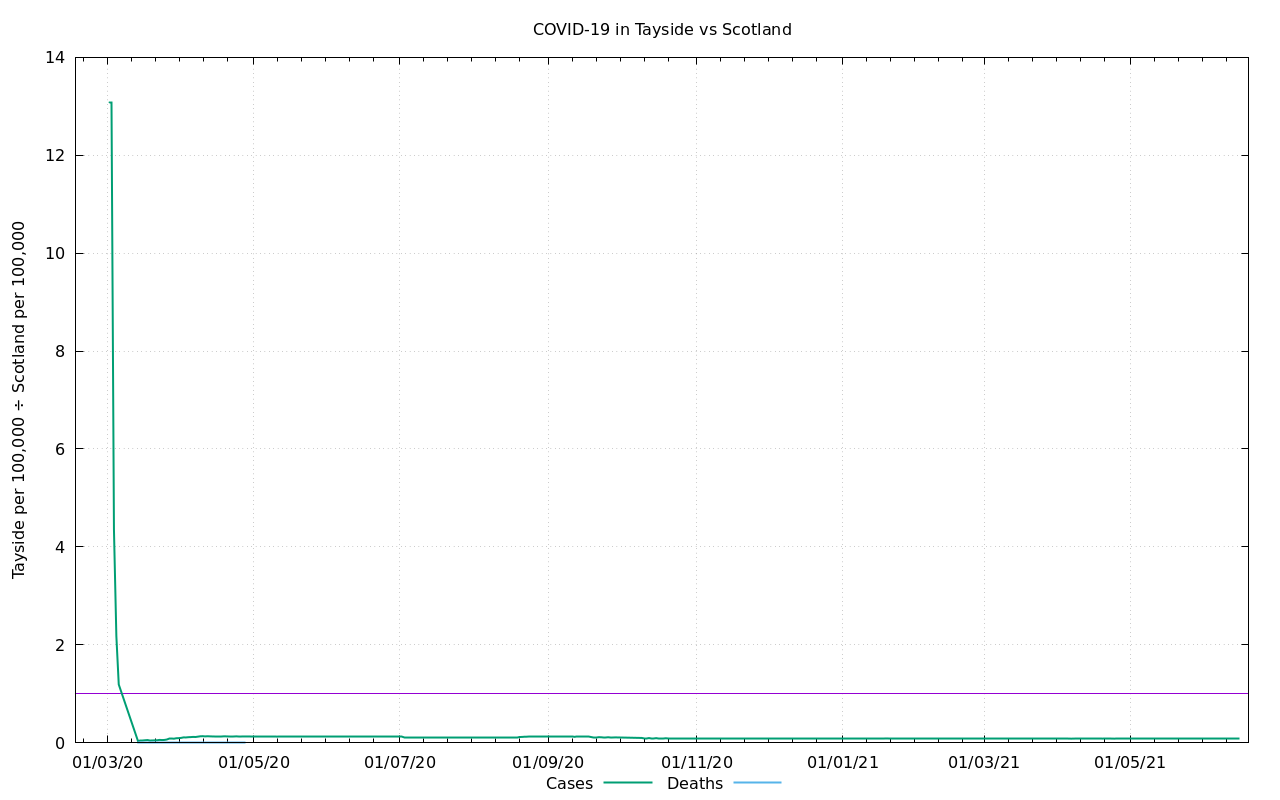 COVID-19 in Tayside vs Scotland
Tayside per 100,000 ÷ Scotland per 100,000
14
12
10
8
6
4
2
0
01/03/20 01/05/20 01/07/20 01/09/20 01/11/20 01/01/21 01/03/21 01/05/21
Cases Deaths